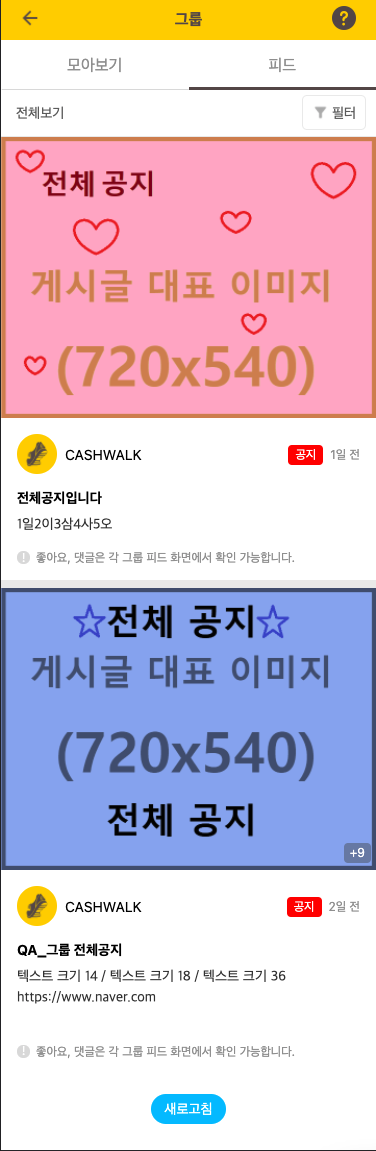 그룹
?
모아보기
피드
전체보기
필터
전체 공지
게시글 대표 이미지
(720x540)
CASHWALK
공지 1일 전
전체공지입니다
1일2이3삼4사5오
좋아요, 댓글은 각 그룹 피드 화면에서 확인 가능합니다.
☆전체 공지☆
게시글 대표 이미지
(720x540)
전체 공지
+9
CASHWALK
공지 2일 전
QA_그룹 전체공지
텍스트 크기 14 / 텍스트 크기 18 / 텍스트 크기 36
https://www.naver.com
좋아요, 댓글은 각 그룹 피드 화면에서 확인 가능합니다.
새로고침